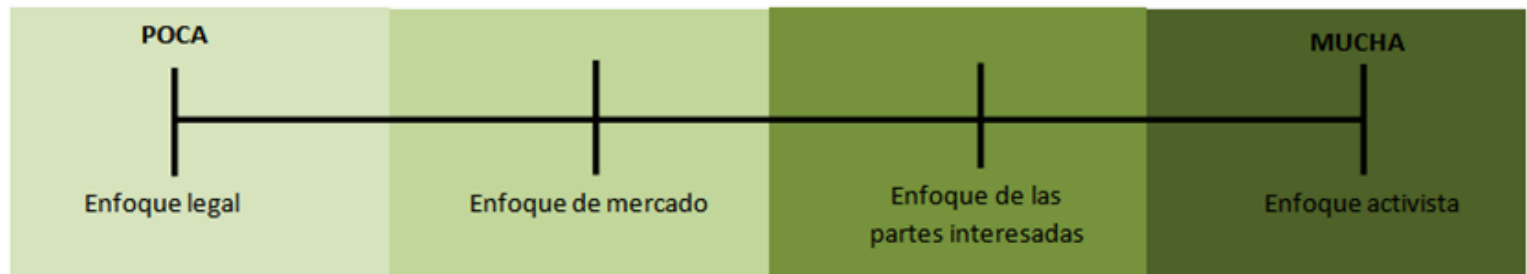 POCA
MUCHA
Enfoque legal
Enfoque de mercado
Enfoque de las
partes interesadas
Enfoque activista